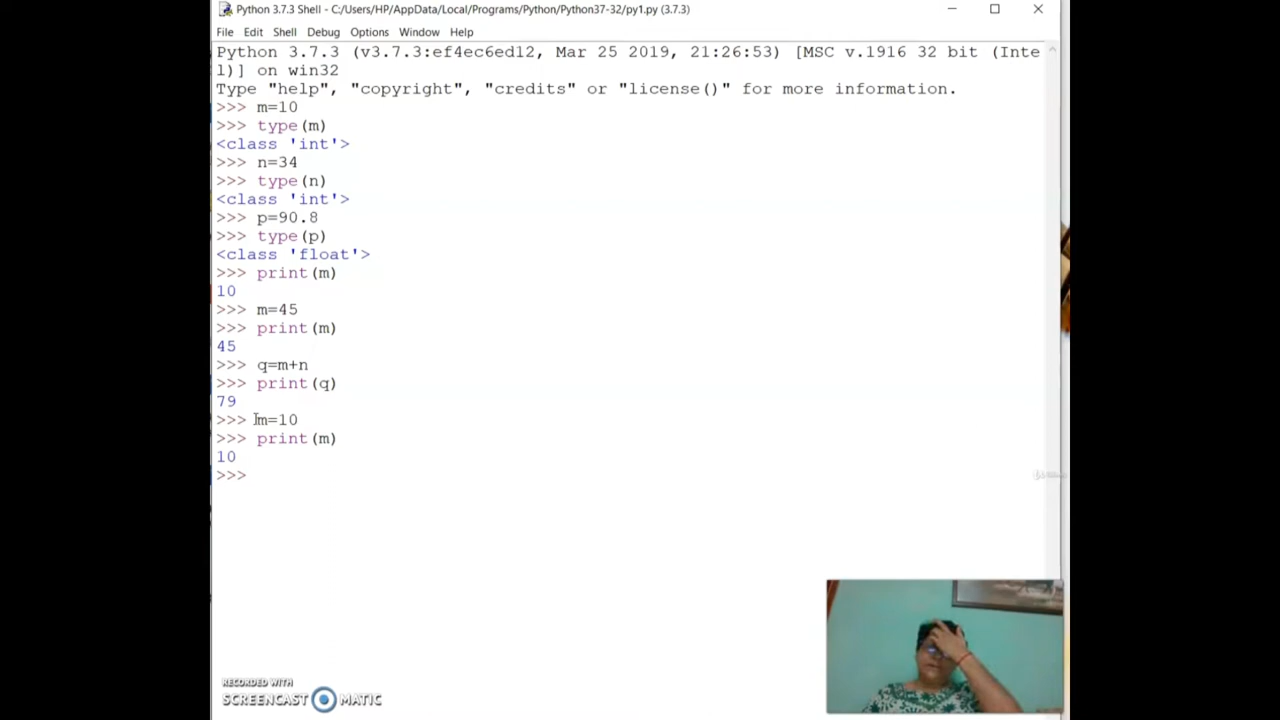 Python 3.7.3 Shell - C:/Users/HP/AppData/Local/Programs/Python/Python37-32/py1.py (3.7.3)
File Edit Shell Debug Options Window Help
Python 3.7.3 (v3.7.3:ef4ec6ed12, Mar 25 2019, 21:26:53) [MSC v.1916 32 bit (Inte
l)] on win32
Type "help", "copyright", "credits" or "license()" for more information.
>>> m=10
>>> type(m)
<class 'int'>
>>> n=34
>>> type(n)
<class 'int'>
>>> p=90.8
>>> type(p)
<class 'float'>
>>> print(m)
10
>>> m=45
>>> print(m)
45
>>> q=m+n
>>> print(q)
79
>>> m=10
>>> print(m)
10
>>>
RECORDED WITH
SCREENCAST MATIC